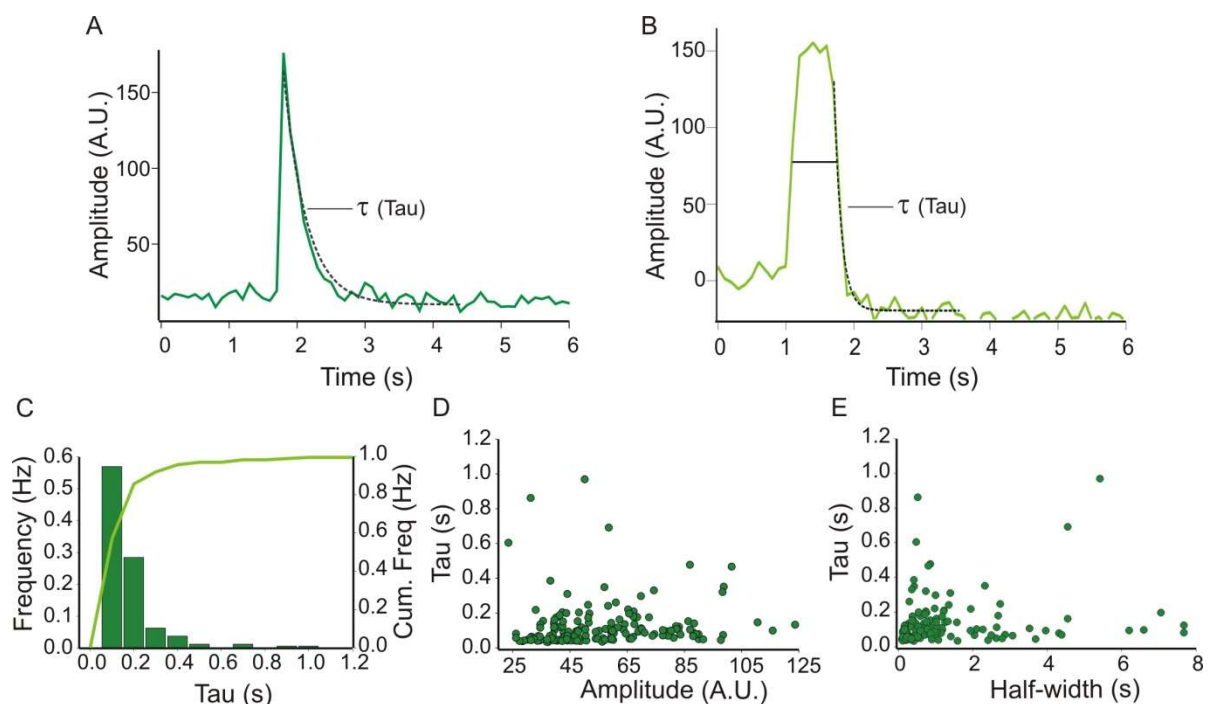 A
Amplitude (A.U.)
150
100
50
τ (Tau)
0 1 2 3 4 5 6
Time (s)
B
Amplitude (A.U.)
150
100
50
0
τ (Tau)
0 1 2 3 4 5 6
Time (s)
C
Frequency (Hz)
0.6
0.5
0.4
0.3
0.2
0.1
0.0
1.0
0.8
0.6
0.4
0.2
0.0
Cum. Freq (Hz)
0.0 0.2 0.4 0.6 0.8 1.0 1.2
Tau (s)
D
Tau (s)
1.2
1.0
0.8
0.6
0.4
0.2
0.0
25 45 65 85 105 124
Amplitude (A.U.)
E
Tau (s)
1.2
1.0
0.8
0.6
0.4
0.2
0.0
0 2 4 6 8
Half-width (s)